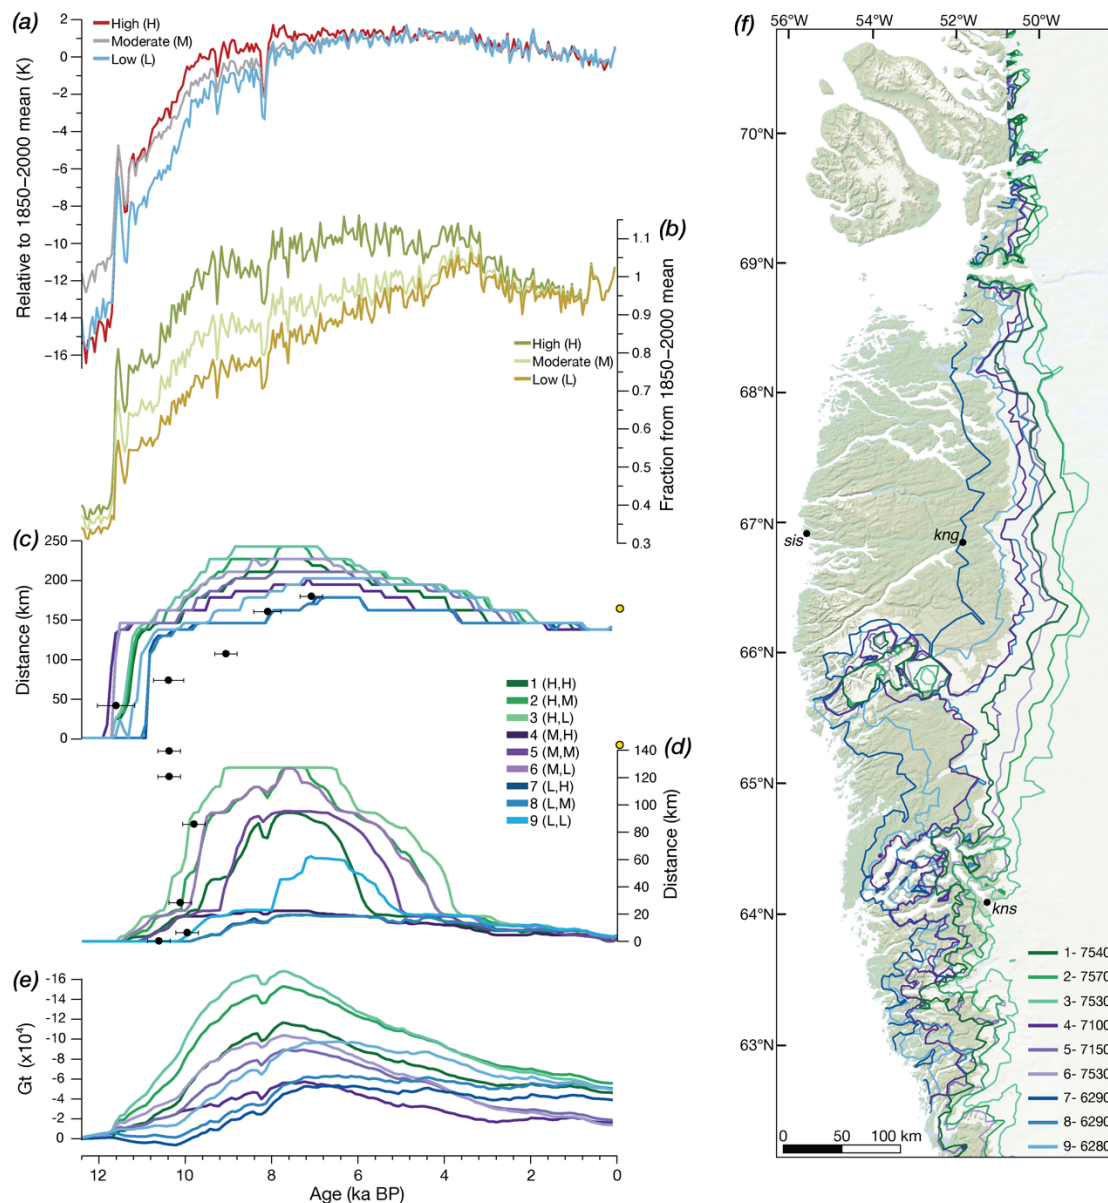 (a)
2
0
−2
−4
−6
−8
−10
−12
−14
−16
Relative to 1850–2000 mean (K)
High (H)
Moderate (M)
Low (L)
(b)
1.1
1
0.9
0.8
0.7
0.6
0.5
0.4
0.3
Fraction from 1850–2000 mean
High (H)
Moderate (M)
Low (L)
(c)
250
200
150
100
50
0
Distance (km)
1 (H,H)
2 (H,M)
3 (H,L)
4 (M,H)
5 (M,M)
6 (M,L)
7 (L,H)
8 (L,M)
9 (L,L)
(d)
140
120
100
80
60
40
20
0
Distance (km)
(e)
-16
-14
-12
-10
-8
-6
-4
-2
0
Gt (x10⁴)
12
10
8
6
4
2
0
Age (ka BP)
(f)
56°W
54°W
52°W
50°W
70°N
69°N
68°N
67°N
66°N
65°N
64°N
63°N
sis
kng
kns
1- 7540
2- 7570
3- 7530
4- 7100
5- 7150
6- 7530
7- 6290
8- 6290
9- 6280
0 50 100 km